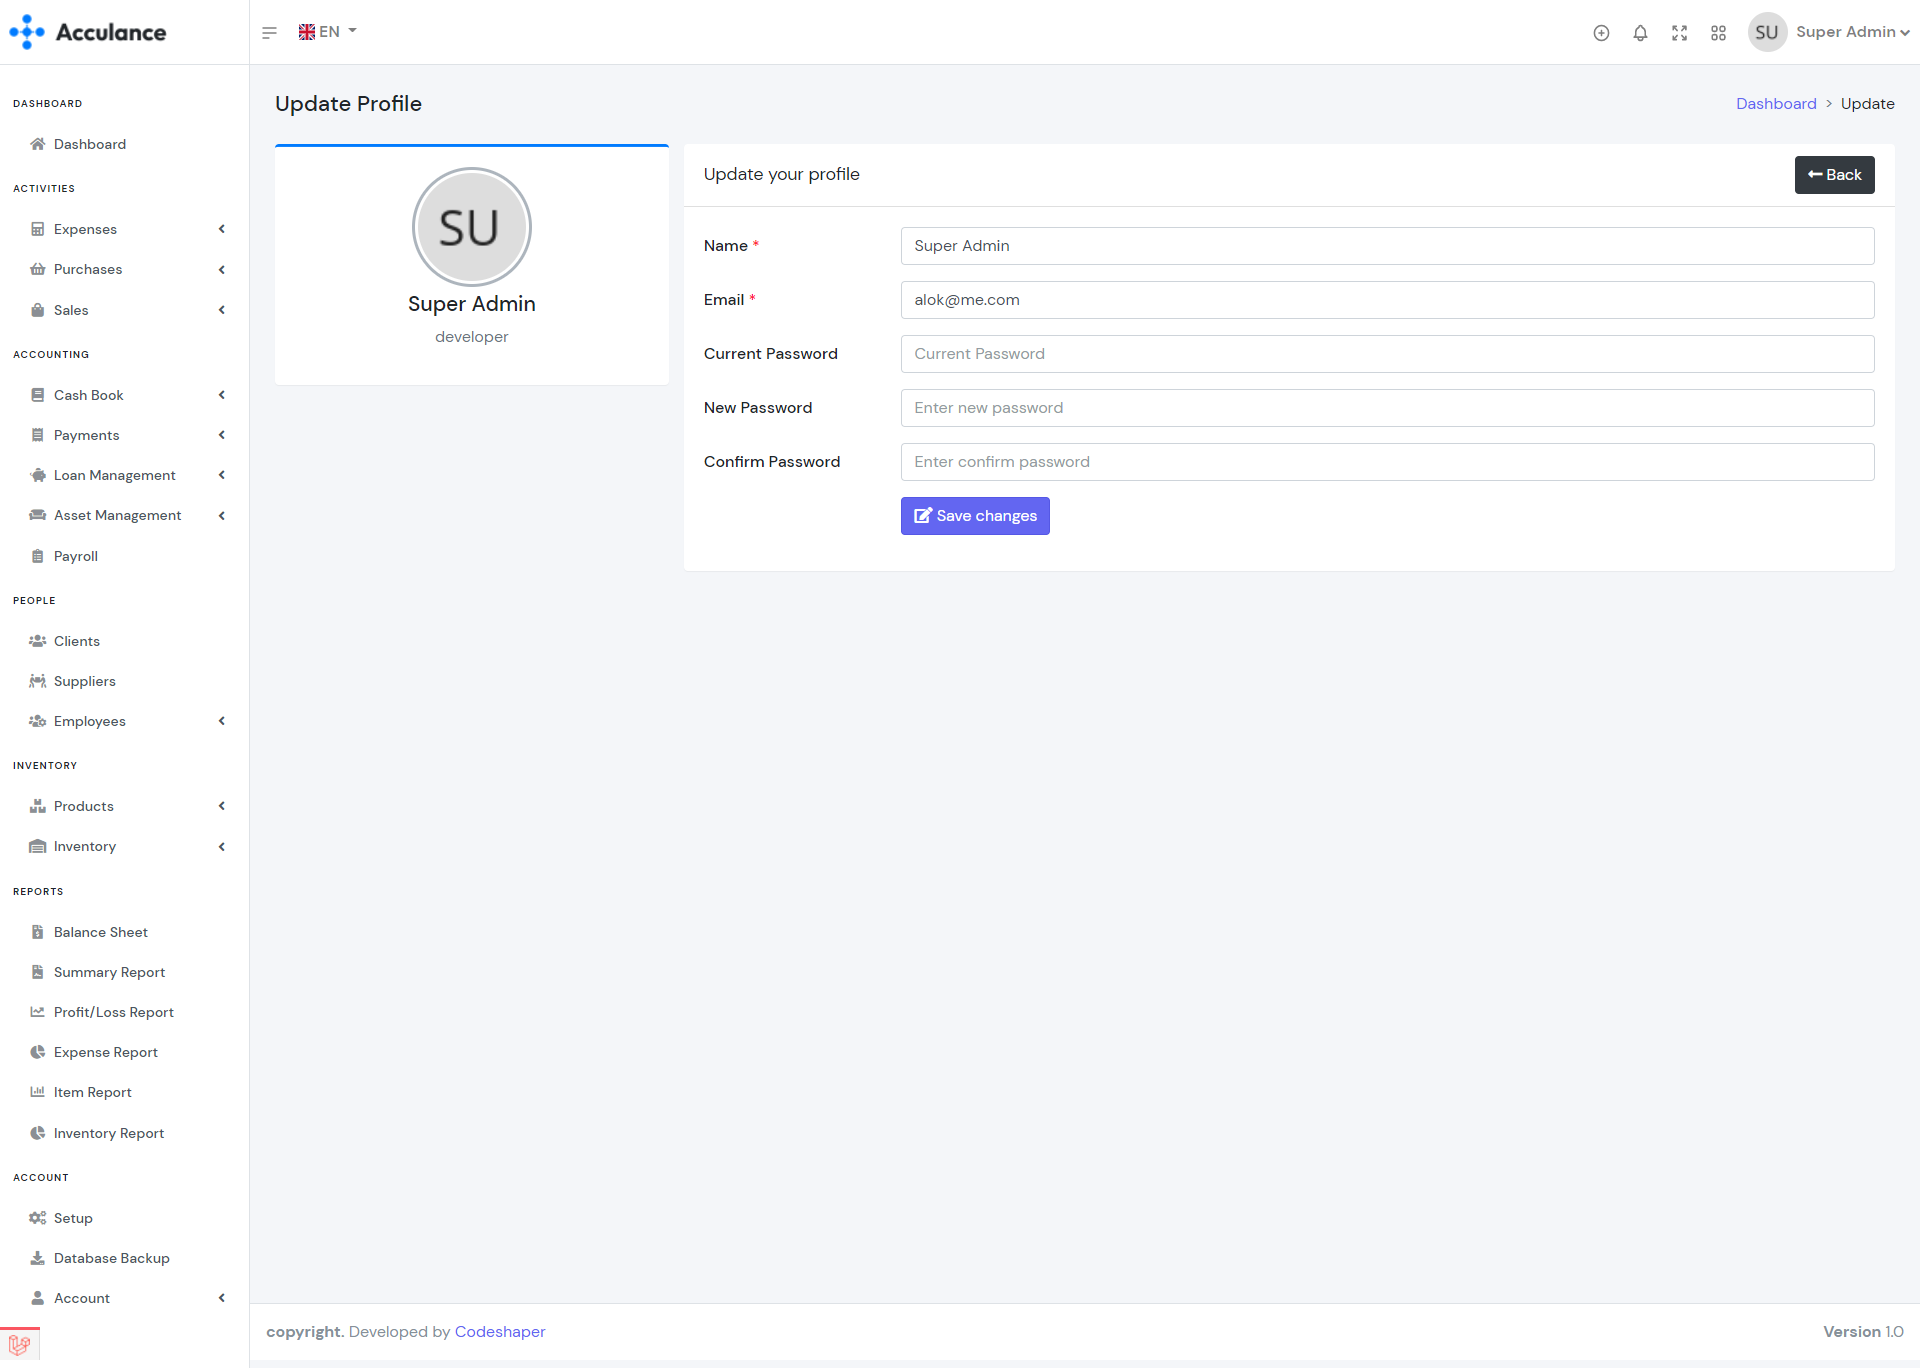 Acculance
EN
SU
Super Admin
DASHBOARD
Dashboard
ACTIVITIES
Expenses
Purchases
Sales
ACCOUNTING
Cash Book
Payments
Loan Management
Asset Management
Payroll
PEOPLE
Clients
Suppliers
Employees
INVENTORY
Products
Inventory
REPORTS
Balance Sheet
Summary Report
Profit/Loss Report
Expense Report
Item Report
Inventory Report
ACCOUNT
Setup
Database Backup
Account
Update Profile
Dashboard > Update
SU
Super Admin
developer
Update your profile
Back
Name * Super Admin
Email * alok@me.com
Current Password Current Password
New Password Enter new password
Confirm Password Enter confirm password
Save changes
copyright. Developed by Codeshaper
Version 1.0